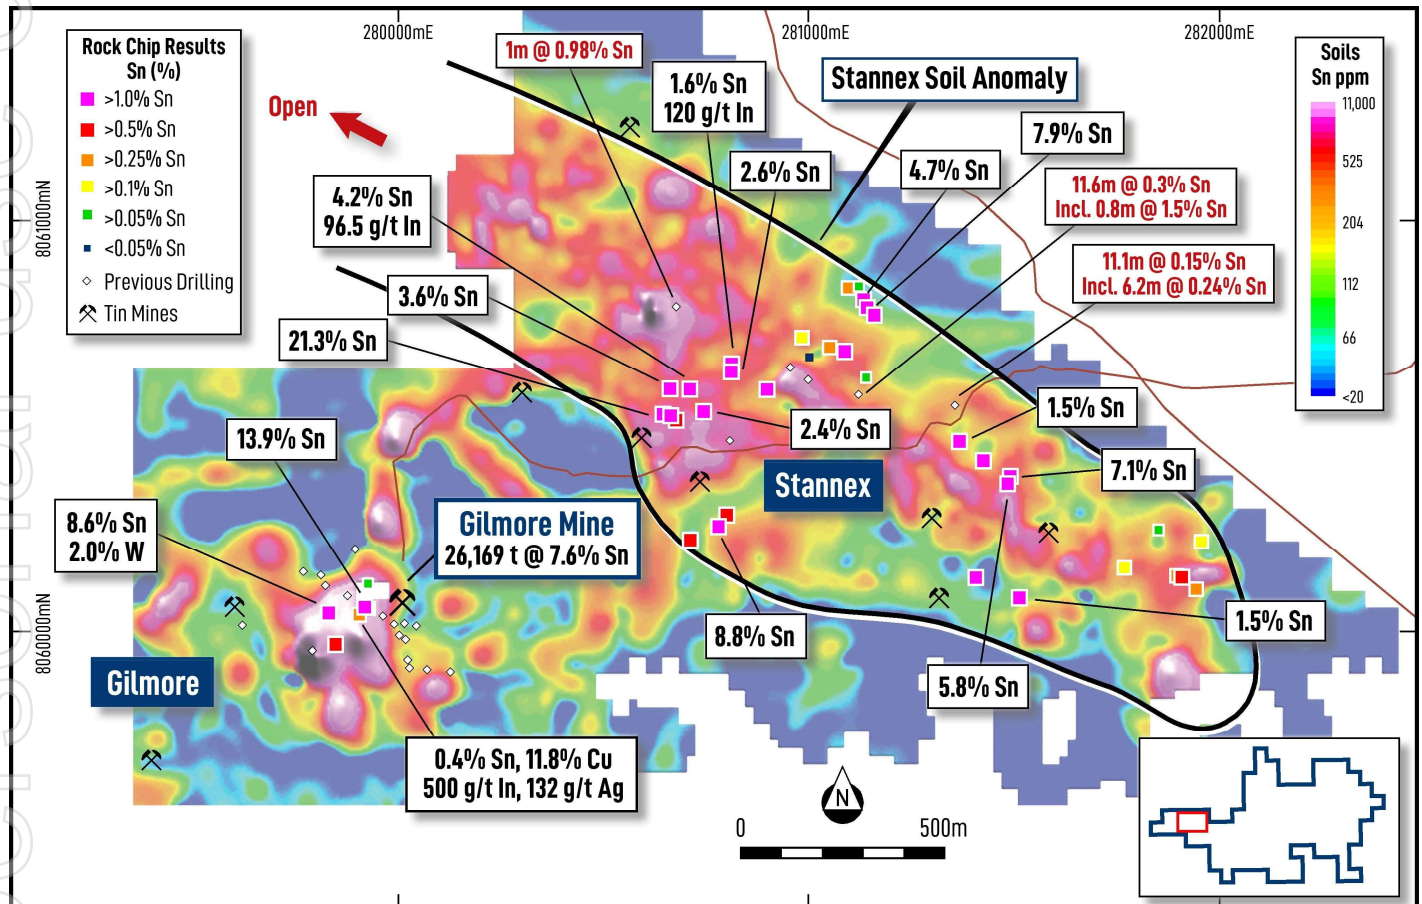 280000mE
281000mE
282000mE
8061000mN
8060000mN
Rock Chip Results
Sn (%)
>1.0% Sn
>0.5% Sn
>0.25% Sn
>0.1% Sn
>0.05% Sn
<0.05% Sn
Previous Drilling
Tin Mines
Open
1m @ 0.98% Sn
1.6% Sn
120 g/t In
Stannex Soil Anomaly
Soils
Sn ppm
11,000
525
204
112
66
<20
7.9% Sn
2.6% Sn
4.7% Sn
4.2% Sn
96.5 g/t In
11.6m @ 0.3% Sn
Incl. 0.8m @ 1.5% Sn
11.1m @ 0.15% Sn
Incl. 6.2m @ 0.24% Sn
3.6% Sn
21.3% Sn
1.5% Sn
2.4% Sn
13.9% Sn
7.1% Sn
Stannex
8.6% Sn
2.0% W
Gilmore Mine
26,169 t @ 7.6% Sn
8.8% Sn
1.5% Sn
Gilmore
5.8% Sn
0.4% Sn, 11.8% Cu
500 g/t In, 132 g/t Ag
N
0
500m